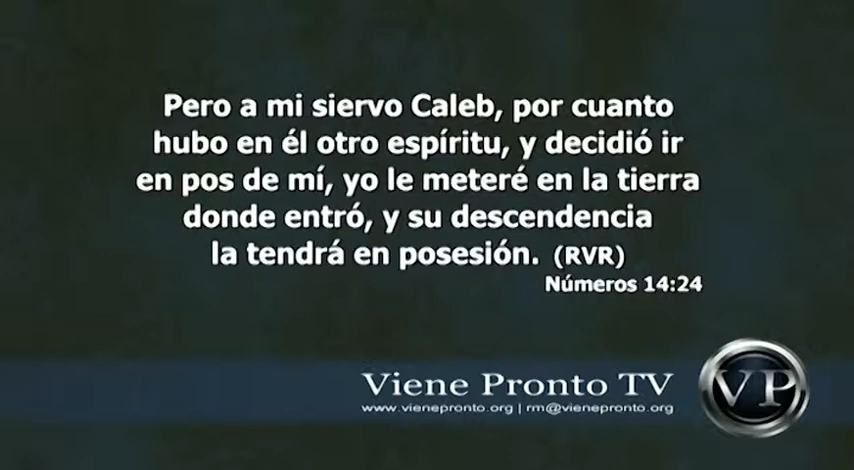 Pero a mi siervo Caleb, por cuanto
hubo en él otro espíritu, y decidió ir
en pos de mí, yo le meteré en la tierra
donde entró, y su descendencia
la tendrá en posesión. (RVR)
Números 14:24
Viene Pronto TV
www.vienepronto.org | rm@vienepronto.org
VP